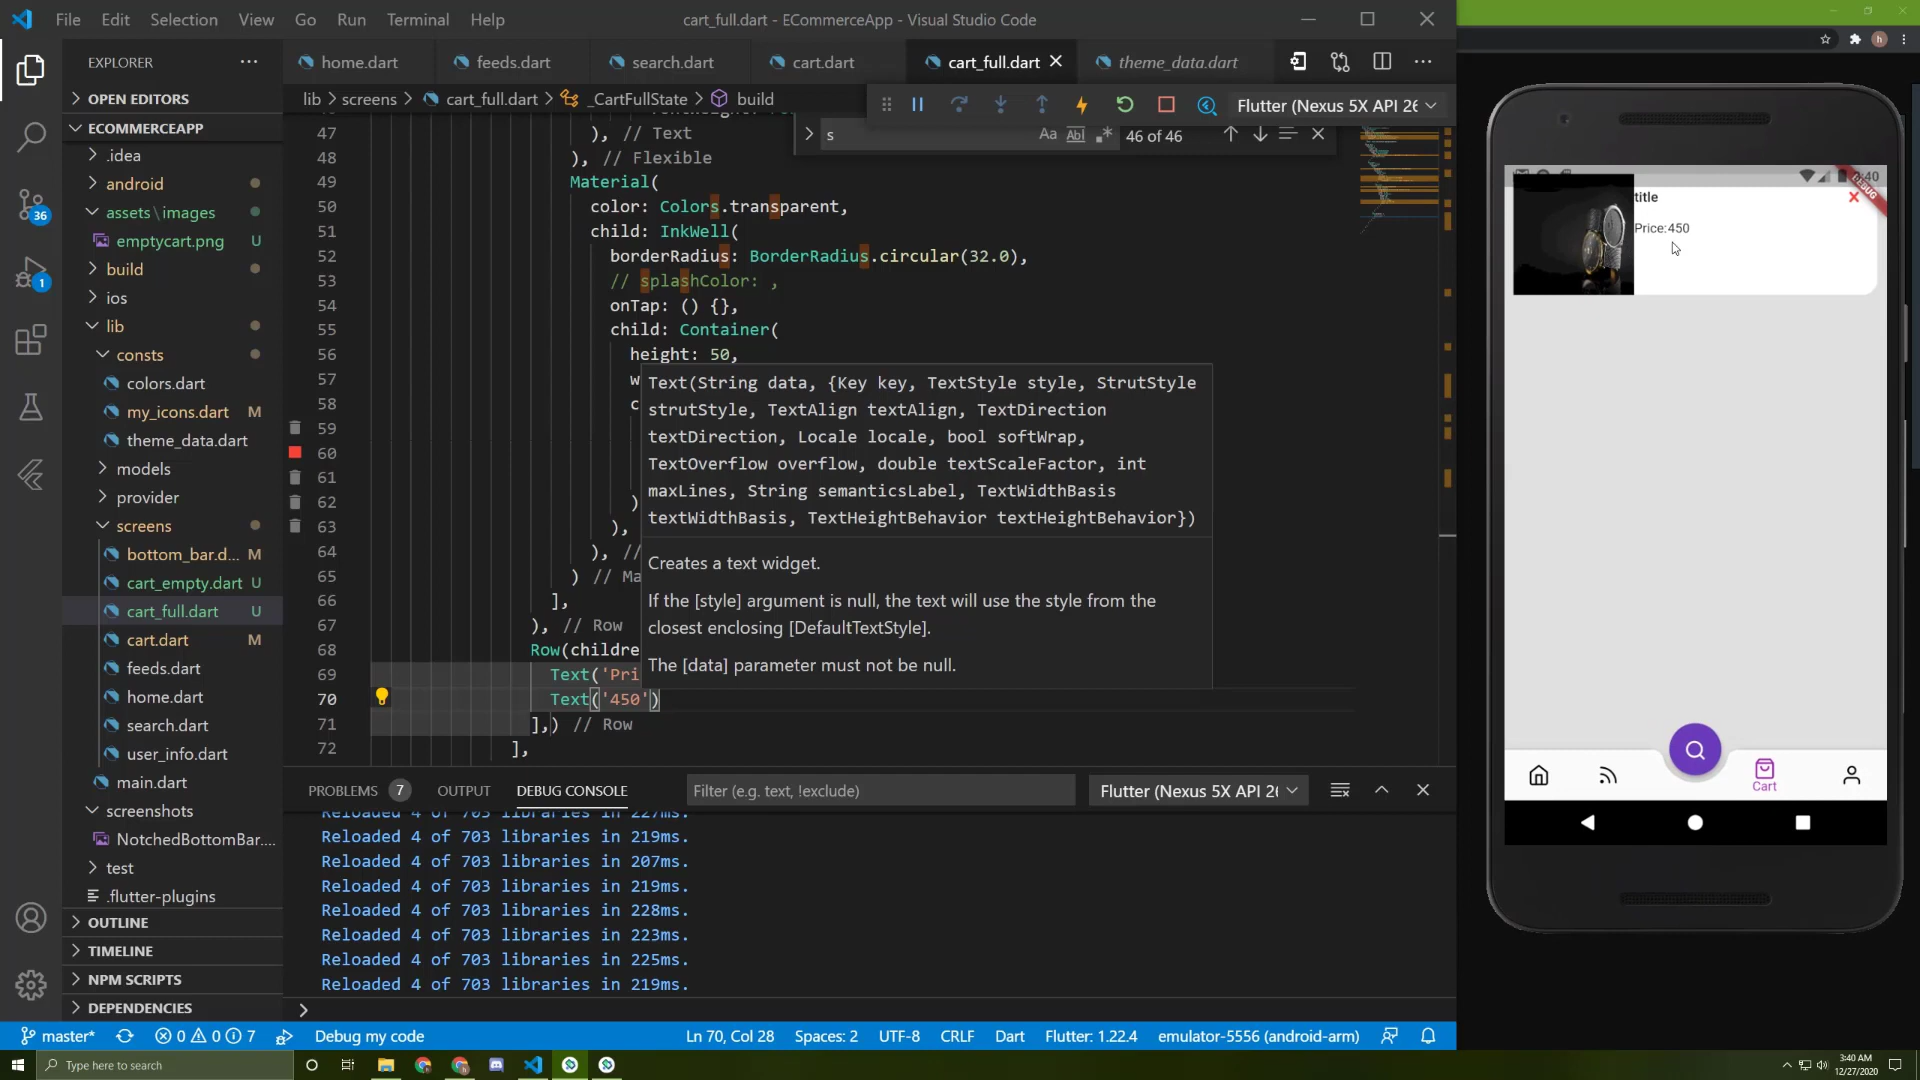 File Edit Selection View Go Run Terminal Help
cart_full.dart - ECommerceApp - Visual Studio Code
EXPLORER
OPEN EDITORS
ECOMMERCEAPP
.idea
android
assets\images
emptycart.png U
build
ios
lib
consts
colors.dart
my_icons.dart M
theme_data.dart
models
provider
screens
bottom_bar.d... M
cart_empty.dart U
cart_full.dart U
cart.dart M
feeds.dart
home.dart
search.dart
user_info.dart
main.dart
screenshots
NotchedBottomBar....
test
.flutter-plugins
OUTLINE
TIMELINE
NPM SCRIPTS
DEPENDENCIES
36
1
home.dart feeds.dart search.dart cart.dart cart_full.dart theme_data.dart
lib > screens > cart_full.dart > _CartFullState > build
Flutter (Nexus 5X API 26
s
Aa Abl 46 of 46
47 ), // Text
48 ), // Flexible
49 Material(
50 color: Colors.transparent,
51 child: InkWell(
52 borderRadius: BorderRadius.circular(32.0),
53 // splashColor: ,
54 onTap: () {},
55 child: Container(
56 height: 50,
57 w
58 c
59
60
61
62 )
63 ),
64 ), //
65 ) // Ma
66 ],
67 ), // Row
68 Row(childre
69 Text('Pri
70 Text('450')
71 ],) // Row
72 ],
Text(String data, {Key key, TextStyle style, StrutStyle
strutStyle, TextAlign textAlign, TextDirection
textDirection, Locale locale, bool softWrap,
TextOverflow overflow, double textScaleFactor, int
maxLines, String semanticsLabel, TextWidthBasis
textWidthBasis, TextHeightBehavior textHeightBehavior})
Creates a text widget.
If the [style] argument is null, the text will use the style from the
closest enclosing [DefaultTextStyle].
The [data] parameter must not be null.
PROBLEMS 7 OUTPUT DEBUG CONSOLE
Filter (e.g. text, !exclude)
Flutter (Nexus 5X API 26
Reloaded 4 of 703 libraries in 227ms.
Reloaded 4 of 703 libraries in 219ms.
Reloaded 4 of 703 libraries in 207ms.
Reloaded 4 of 703 libraries in 219ms.
Reloaded 4 of 703 libraries in 228ms.
Reloaded 4 of 703 libraries in 223ms.
Reloaded 4 of 703 libraries in 225ms.
Reloaded 4 of 703 libraries in 219ms.
master* 0 0 7 Debug my code
Ln 70, Col 28 Spaces: 2 UTF-8 CRLF Dart Flutter: 1.22.4 emulator-5556 (android-arm)
Type here to search
3:40 AM
12/27/2020
h
:40
DEBUG
title
Price:450
Cart